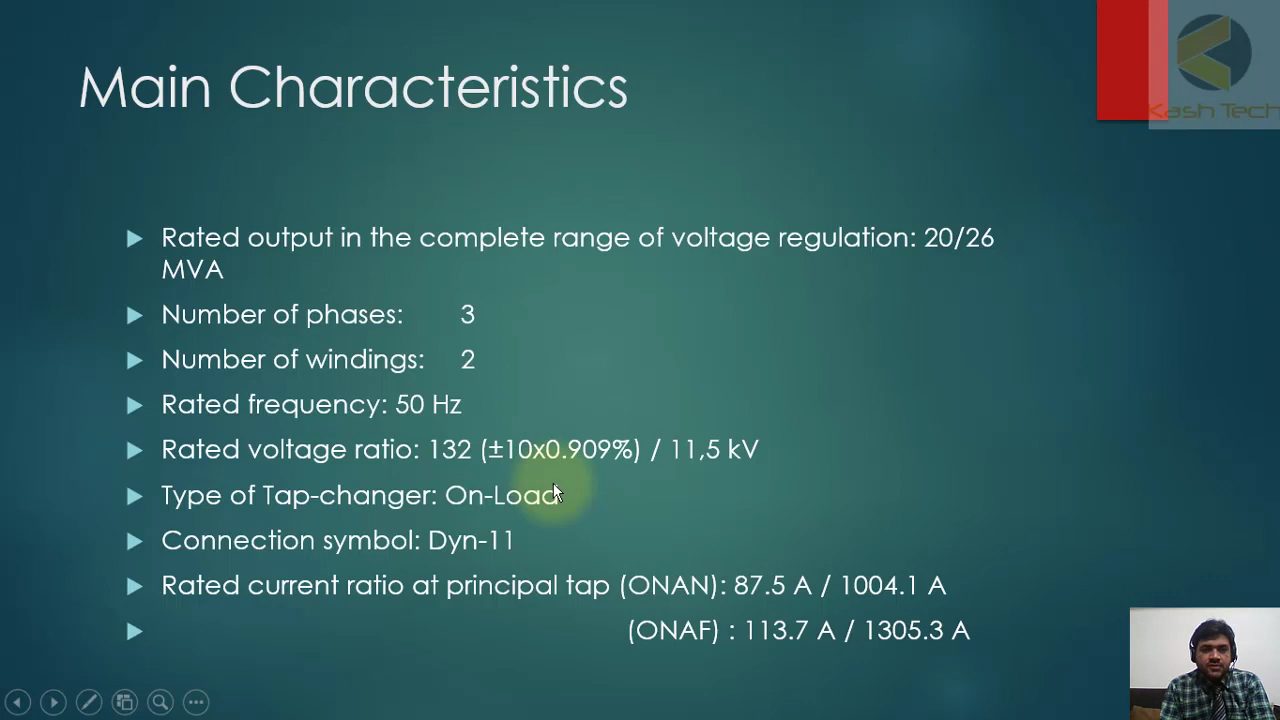 Kash Tech
Main Characteristics
Rated output in the complete range of voltage regulation: 20/26
MVA
Number of phases: 3
Number of windings: 2
Rated frequency: 50 Hz
Rated voltage ratio: 132 (±10x0.909%) / 11,5 kV
Type of Tap-changer: On-Load
Connection symbol: Dyn-11
Rated current ratio at principal tap (ONAN): 87.5 A / 1004.1 A
(ONAF) : 113.7 A / 1305.3 A